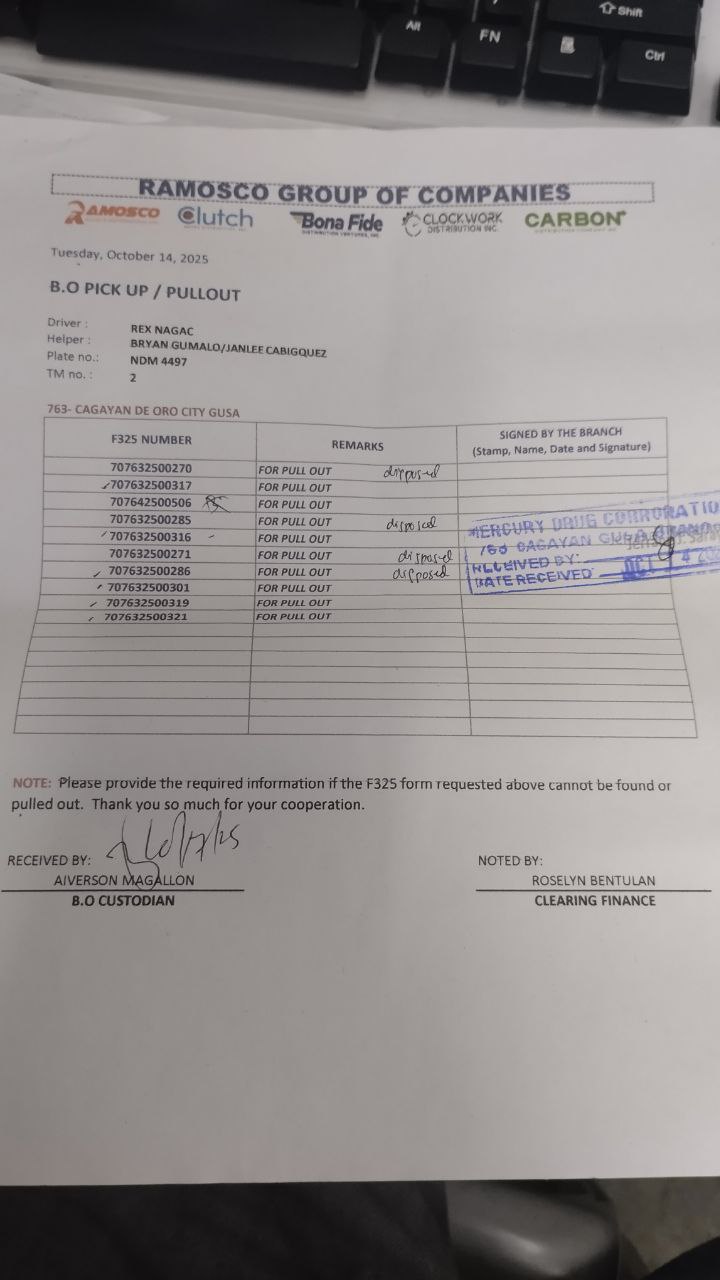 Shift
Alt
FN
Ctrl
RAMOSCO GROUP OF COMPANIES
RAMOSCO Clutch Bona Fide CLOCKWORK CARBON
DISTRIBUTION INC.
Tuesday, October 14, 2025
B.O PICK UP / PULLOUT
Driver : REX NAGAC
Helper : BRYAN GUMALO/JANLEE CABIGQUEZ
Plate no.: NDM 4497
TM no. : 2
763- CAGAYAN DE ORO CITY GUSA
F325 NUMBER REMARKS SIGNED BY THE BRANCH
(Stamp, Name, Date and Signature)
707632500270 FOR PULL OUT disposed
707632500317 FOR PULL OUT
707642500506 FOR PULL OUT
707632500285 FOR PULL OUT disposed
707632500316 FOR PULL OUT
707632500271 FOR PULL OUT disposed
707632500286 FOR PULL OUT disposed
707632500301 FOR PULL OUT
707632500319 FOR PULL OUT
707632500321 FOR PULL OUT
MERCURY DRUG CORPORATIO
763 CAGAYAN GUSA
RECEIVED BY:
DATE RECEIVED OCT 14
NOTE: Please provide the required information if the F325 form requested above cannot be found or
pulled out. Thank you so much for your cooperation.
RECEIVED BY: NOTED BY:
AIVERSON MAGALLON ROSELYN BENTULAN
B.O CUSTODIAN CLEARING FINANCE